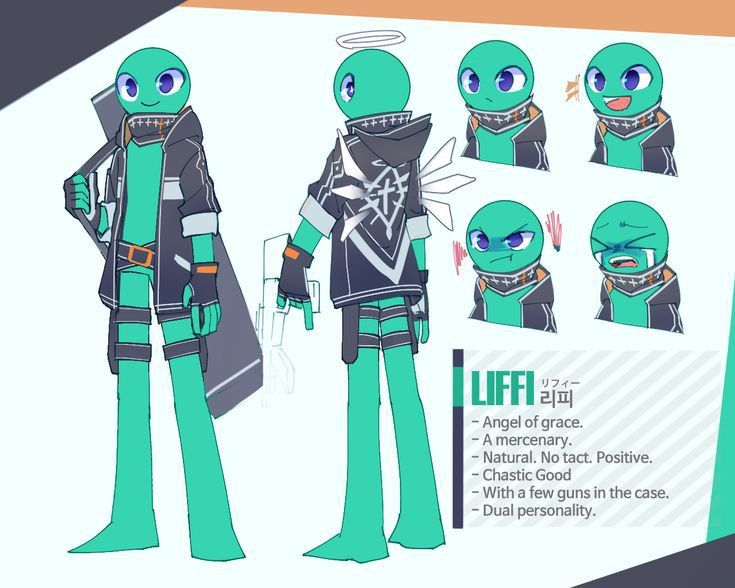 LIFFI リフィー
리피
- Angel of grace.
- A mercenary.
- Natural. No tact. Positive.
- Chastic Good
- With a few guns in the case.
- Dual personality.